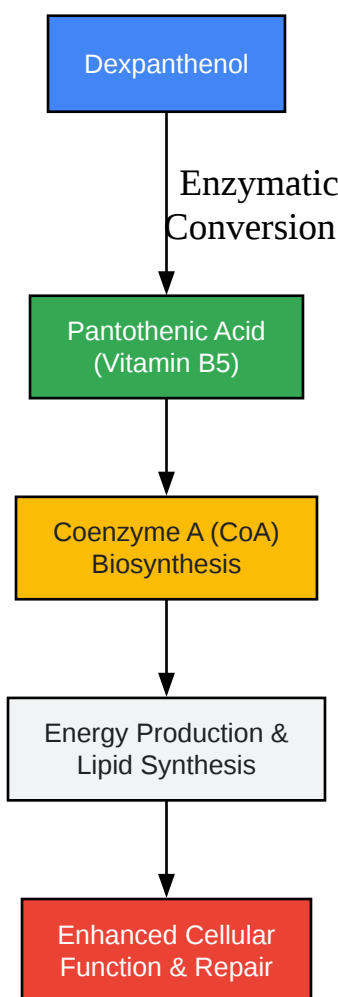 Dexpanthenol
Enzymatic
Conversion
Pantothenic Acid
(Vitamin B5)
Coenzyme A (CoA)
Biosynthesis
Energy Production &
Lipid Synthesis
Enhanced Cellular
Function & Repair